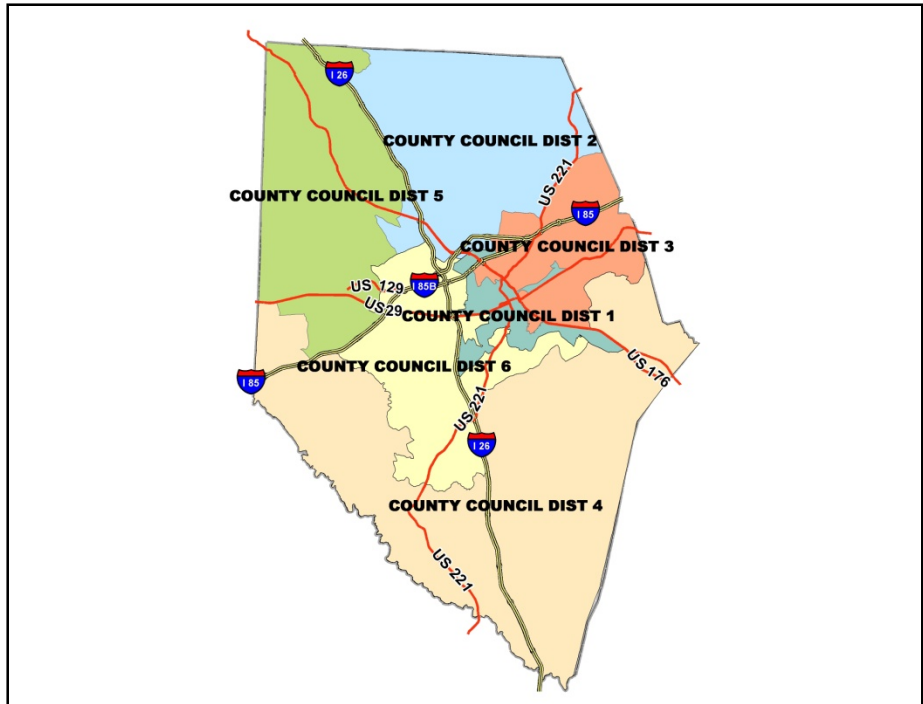 I 26
COUNTY COUNCIL DIST 2
US 221
COUNTY COUNCIL DIST 5
I 85
COUNTY COUNCIL DIST 3
I 85B
US 129
US29
COUNTY COUNCIL DIST 1
COUNTY COUNCIL DIST 6
US 176
I 85
US 221
I 26
COUNTY COUNCIL DIST 4
US 221